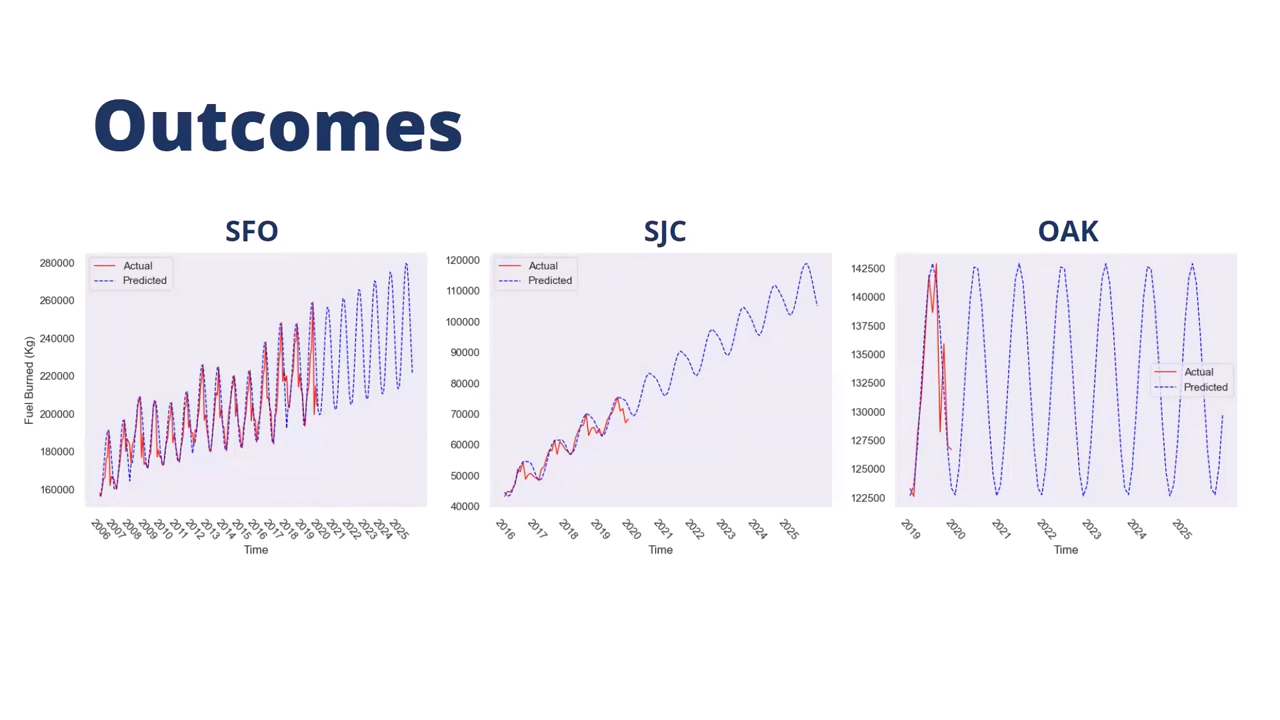 Outcomes
SFO
SJC
OAK
Fuel Burned (Kg)
280000
260000
240000
220000
200000
180000
160000
Actual
Predicted
2006 2007 2008 2009 2010 2011 2012 2013 2014 2015 2016 2017 2018 2019 2020 2021 2022 2023 2024 2025
Time
120000
110000
100000
90000
80000
70000
60000
50000
40000
Actual
Predicted
2016 2017 2018 2019 2020 2021 2022 2023 2024 2025
Time
142500
140000
137500
135000
132500
130000
127500
125000
122500
Actual
Predicted
2019 2020 2021 2022 2023 2024 2025
Time